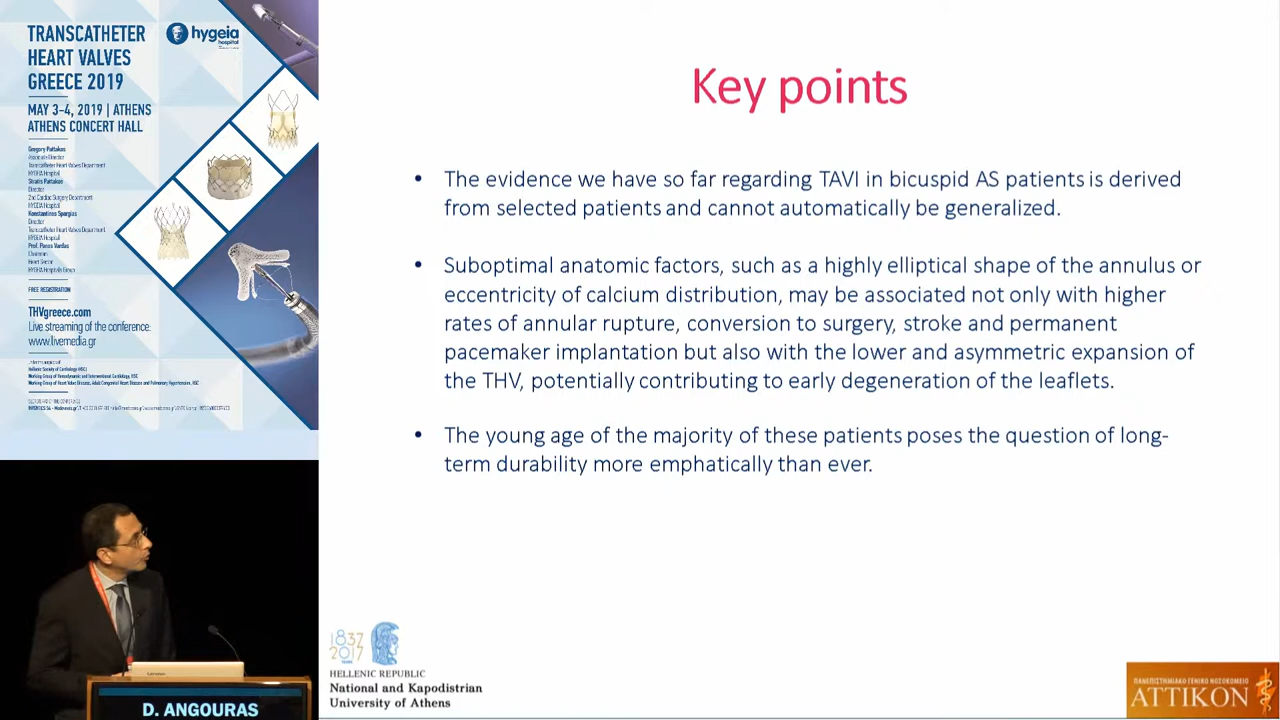 TRANSCATHETER
HEART VALVES
GREECE 2019
hygeia
hospital
MAY 3-4, 2019 | ATHENS
ATHENS CONCERT HALL
Gregory Pattakos
Associate Director
Transcatheter Heart Valves Department
HYGEIA Hospital
Stratis Pattakos
Director
2nd Cardiac Surgery Department
HYGEIA Hospital
Konstantinos Spargias
Director
Transcatheter Heart Valves Department
HYGEIA Hospital
Prof. Panos Vardas
Chairman
Heart Sector
HYGEIA Hospitals Group
FREE REGISTRATION
THVgreece.com
Live streaming of the conference:
www.livemedia.gr
Hellenic Society of Cardiology (HSC)
Working Group of Hemodynamic and Interventional Cardiology, HSC
Working Group of Heart Valve Disease, Adult Congenital Heart Disease and Pulmonary Hypertension, HSC
Key points
• The evidence we have so far regarding TAVI in bicuspid AS patients is derived
from selected patients and cannot automatically be generalized.
• Suboptimal anatomic factors, such as a highly elliptical shape of the annulus or
eccentricity of calcium distribution, may be associated not only with higher
rates of annular rupture, conversion to surgery, stroke and permanent
pacemaker implantation but also with the lower and asymmetric expansion of
the THV, potentially contributing to early degeneration of the leaflets.
• The young age of the majority of these patients poses the question of long-
term durability more emphatically than ever.
D. ANGOURAS
1837
2017
YEARS
HELLENIC REPUBLIC
National and Kapodistrian
University of Athens
ΠΑΝΕΠΙΣΤΗΜΙΑΚΟ ΓΕΝΙΚΟ ΝΟΣΟΚΟΜΕΙΟ
ΑΤΤΙΚΟΝ